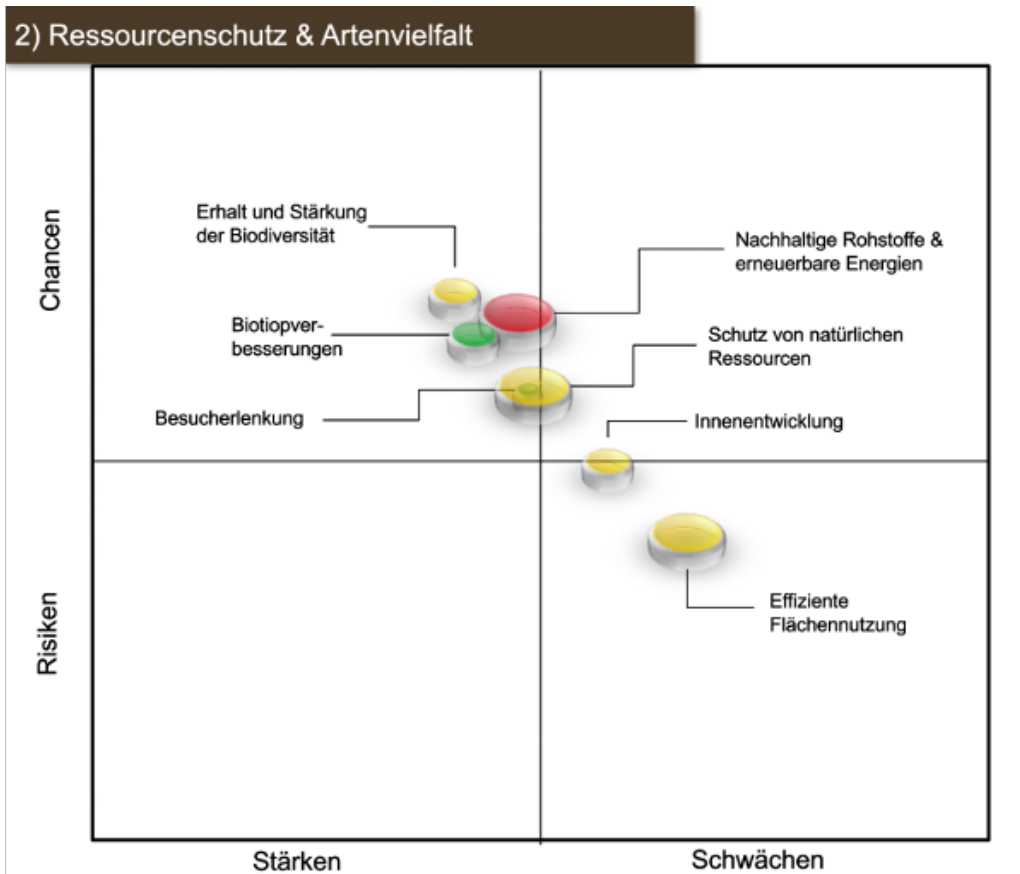 2) Ressourcenschutz & Artenvielfalt
Chancen
Erhalt und Stärkung
der Biodiversität
Nachhaltige Rohstoffe &
erneuerbare Energien
Biotiopver-
besserungen
Schutz von natürlichen
Ressourcen
Besucherlenkung
Innenentwicklung
Risiken
Effiziente
Flächennutzung
Stärken
Schwächen